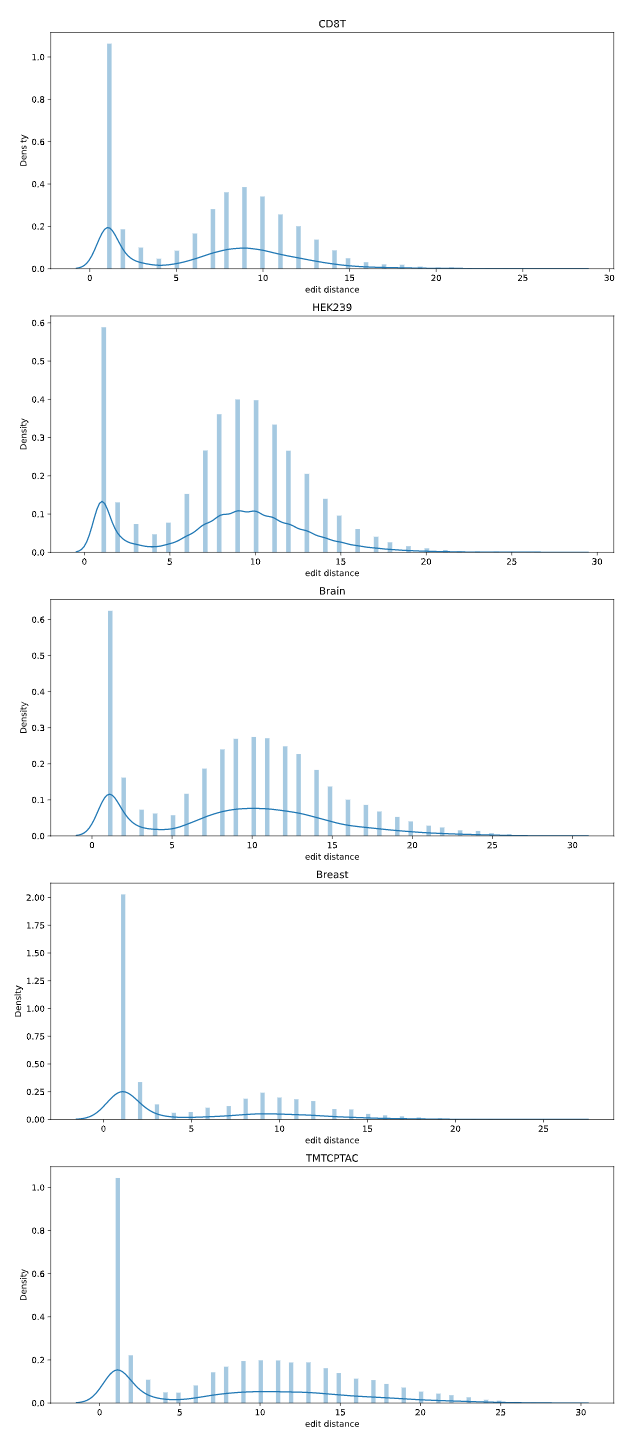 CD8T
1.0
0.8
0.6
0.4
0.2
0.0
Dens ty
0 5 10 15 20 25 30
edit distance
HEK239
0.6
0.5
0.4
0.3
0.2
0.1
0.0
Density
0 5 10 15 20 25 30
edit distance
Brain
0.6
0.5
0.4
0.3
0.2
0.1
0.0
Density
0 5 10 15 20 25 30
edit distance
Breast
2.00
1.75
1.50
1.25
1.00
0.75
0.50
0.25
0.00
Density
0 5 10 15 20 25
edit distance
TMTCPTAC
1.0
0.8
0.6
0.4
0.2
0.0
Density
0 5 10 15 20 25 30
edit distance